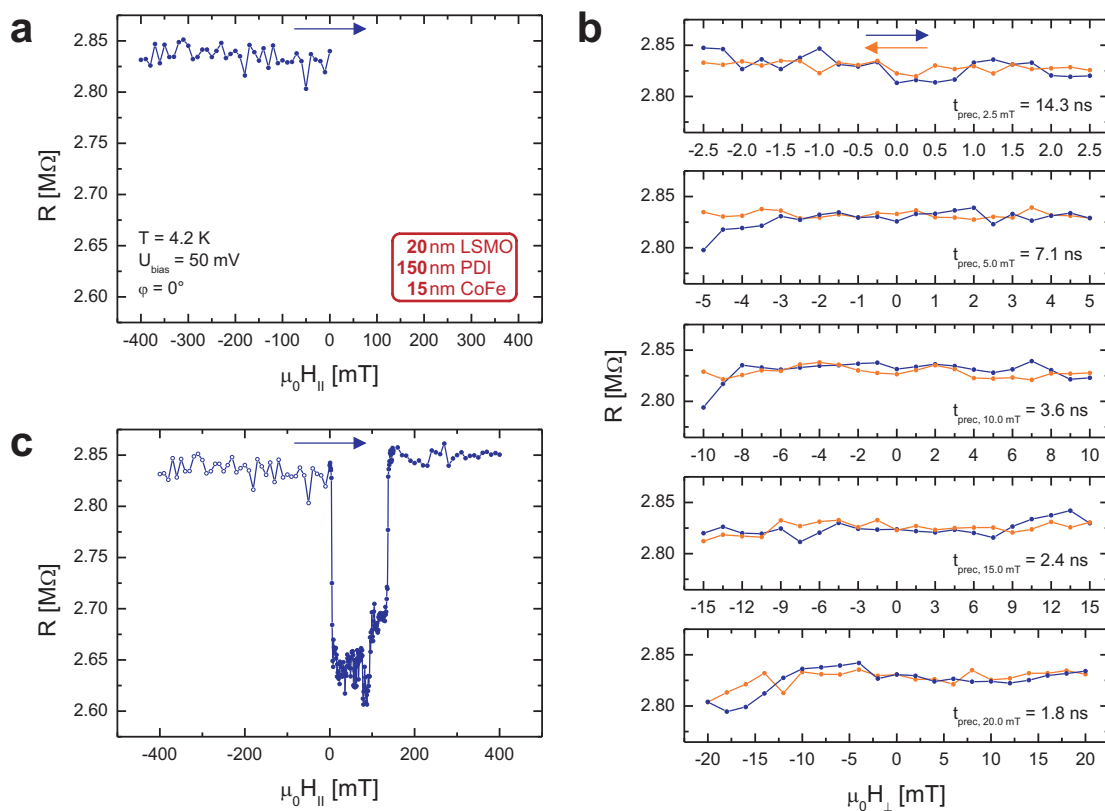 a
2.85
2.80
2.75
2.70
2.65
2.60
R [MΩ]
T = 4.2 K
U bias = 50 mV
φ = 0°
20 nm LSMO
150 nm PDI
15 nm CoFe
-400 -300 -200 -100 0 100 200 300 400
μ0H|| [mT]
b
2.85
2.80
t prec, 2.5 mT = 14.3 ns
-2.5 -2.0 -1.5 -1.0 -0.5 0.0 0.5 1.0 1.5 2.0 2.5
2.85
2.80
t prec, 5.0 mT = 7.1 ns
-5 -4 -3 -2 -1 0 1 2 3 4 5
R [MΩ]
2.85
2.80
t prec, 10.0 mT = 3.6 ns
-10 -8 -6 -4 -2 0 2 4 6 8 10
2.85
2.80
t prec, 15.0 mT = 2.4 ns
-15 -12 -9 -6 -3 0 3 6 9 12 15
2.85
2.80
t prec, 20.0 mT = 1.8 ns
-20 -15 -10 -5 0 5 10 15 20
μ0H⊥ [mT]
c
2.85
2.80
2.75
2.70
2.65
2.60
R [MΩ]
-400 -200 0 200 400
μ0H|| [mT]